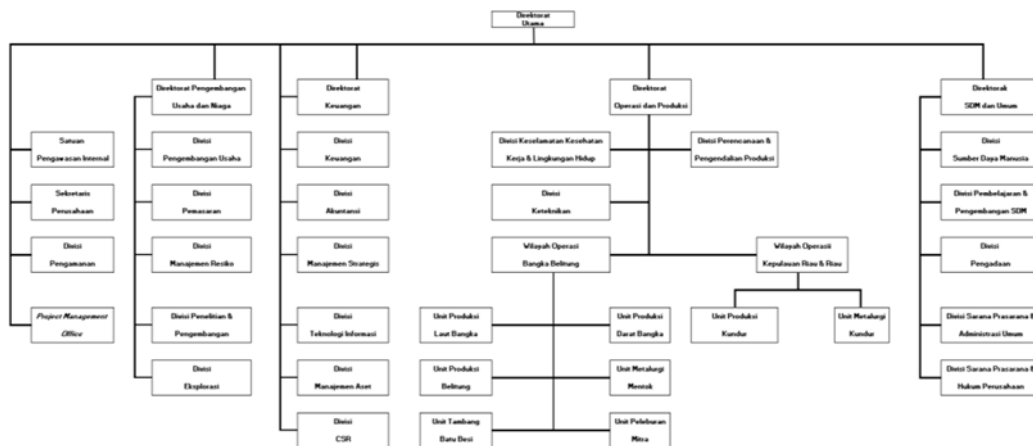 Direktorat
Utama
Direktorat Pengembangan
Usaha dan Niaga
Direktorat
Keuangan
Direktorat
Operasi dan Produksi
Direktorak
SDM dan Umum
Satuan
Pengawasan Internal
Divisi
Pengembangan Usaha
Divisi
Keuangan
Divisi Keselamatan Kesehatan
Kerja & Lingkungan Hidup
Divisi Perencanaan &
Pengendalian Produksi
Divisi
Sumber Daya Manusia
Sekretaris
Perusahaan
Divisi
Pemasaran
Divisi
Akuntansi
Divisi
Keteknikan
Divisi Pembelajaran &
Pengembangan SDM
Divisi
Pengamanan
Divisi
Manajemen Resiko
Divisi
Manajemen Strategis
Wilayah Operasi
Bangka Belitung
Wilayah Operasii
Kepulauan Riau & Riau
Divisi
Pengadaan
Project Management
Office
Divisi Penelitian &
Pengembangan
Divisi
Teknologi Informasi
Unit Produksi
Laut Bangka
Unit Produksi
Darat Bangka
Unit Produksi
Kundur
Unit Metalurgi
Kundur
Divisi Sarana Prasarana &
Administrasi Umum
Divisi
Eksplorasi
Divisi
Manajemen Aset
Unit Produksi
Belitung
Unit Metalurgi
Mentok
Divisi Sarana Prasarana &
Hukum Perusahaan
Divisi
CSR
Unit Tambang
Batu Besi
Unit Peleburan
Mitra